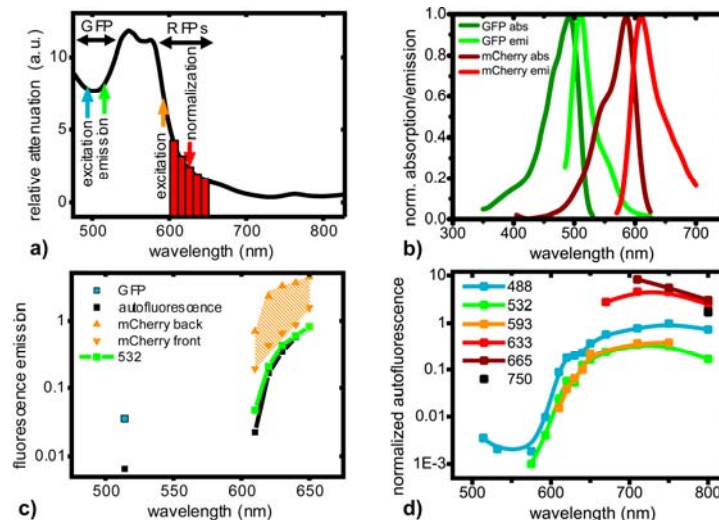 GFP RFPs
relative attenuation (a.u.)
10
5
0
excitation
emission
excitation
normalization
500 600 700 800
wavelength (nm)
a)
norm. absorption/emission
1.0
0.8
0.6
0.4
0.2
0.0
GFP abs
GFP emi
mCherry abs
mCherry emi
300 400 500 600 700
wavelength (nm)
b)
fluorescence emission
1
0.1
0.01
GFP
autofluorescence
mCherry back
mCherry front
532
500 550 600 650
wavelength (nm)
c)
normalized autofluorescence
10
1
0.1
0.01
1E-3
488
532
593
633
665
750
500 600 700 800
wavelength (nm)
d)